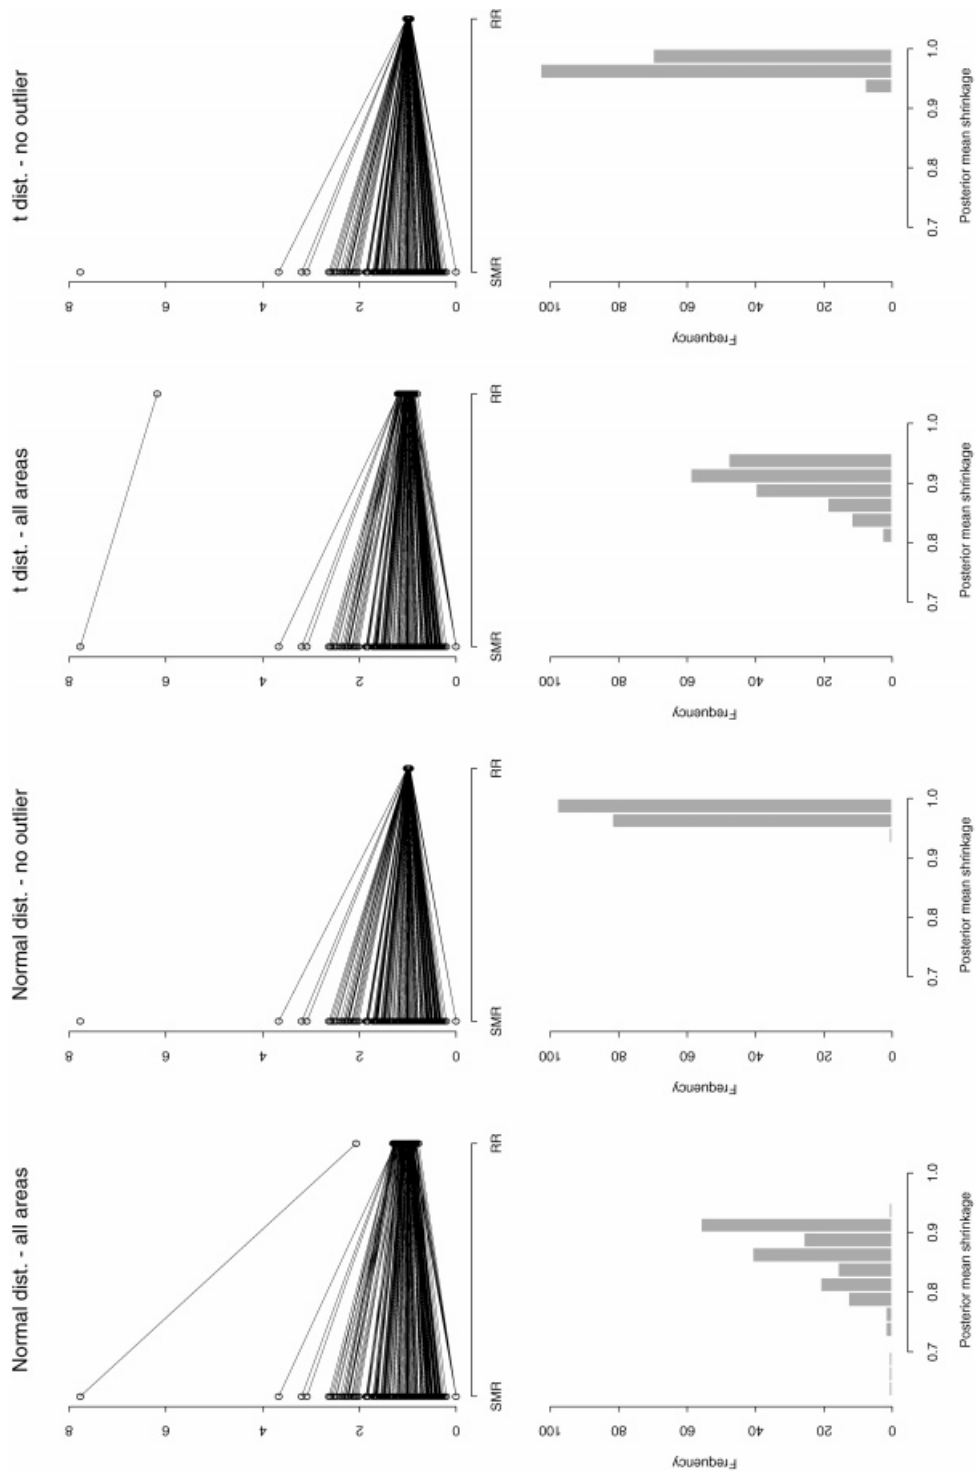 Normal dist. - all areas
8
6
4
2
0
SMR RR
Normal dist. - no outlier
8
6
4
2
0
SMR RR
t dist. - all areas
8
6
4
2
0
SMR RR
t dist. - no outlier
8
6
4
2
0
SMR RR
Frequency
100
80
60
40
20
0
0.7 0.8 0.9 1.0
Posterior mean shrinkage
Frequency
100
80
60
40
20
0
0.7 0.8 0.9 1.0
Posterior mean shrinkage
Frequency
100
80
60
40
20
0
0.7 0.8 0.9 1.0
Posterior mean shrinkage
Frequency
100
80
60
40
20
0
0.7 0.8 0.9 1.0
Posterior mean shrinkage